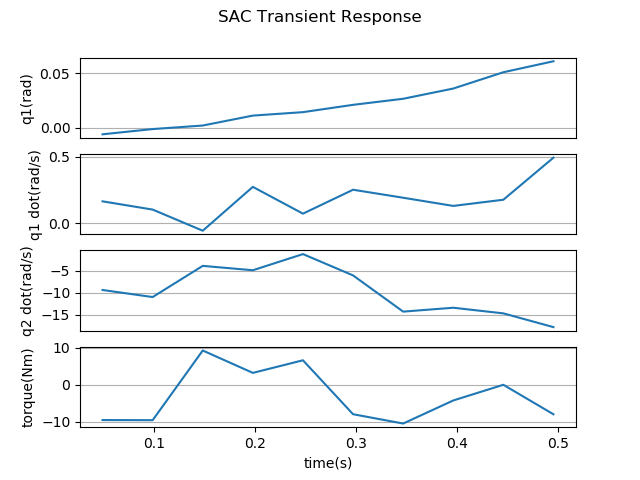 SAC Transient Response
q1(rad)
0.05
0.00
q1 dot(rad/s)
0.5
0.0
q2 dot(rad/s)
−5
−10
−15
torque(Nm)
10
0
−10
0.1 0.2 0.3 0.4 0.5
time(s)